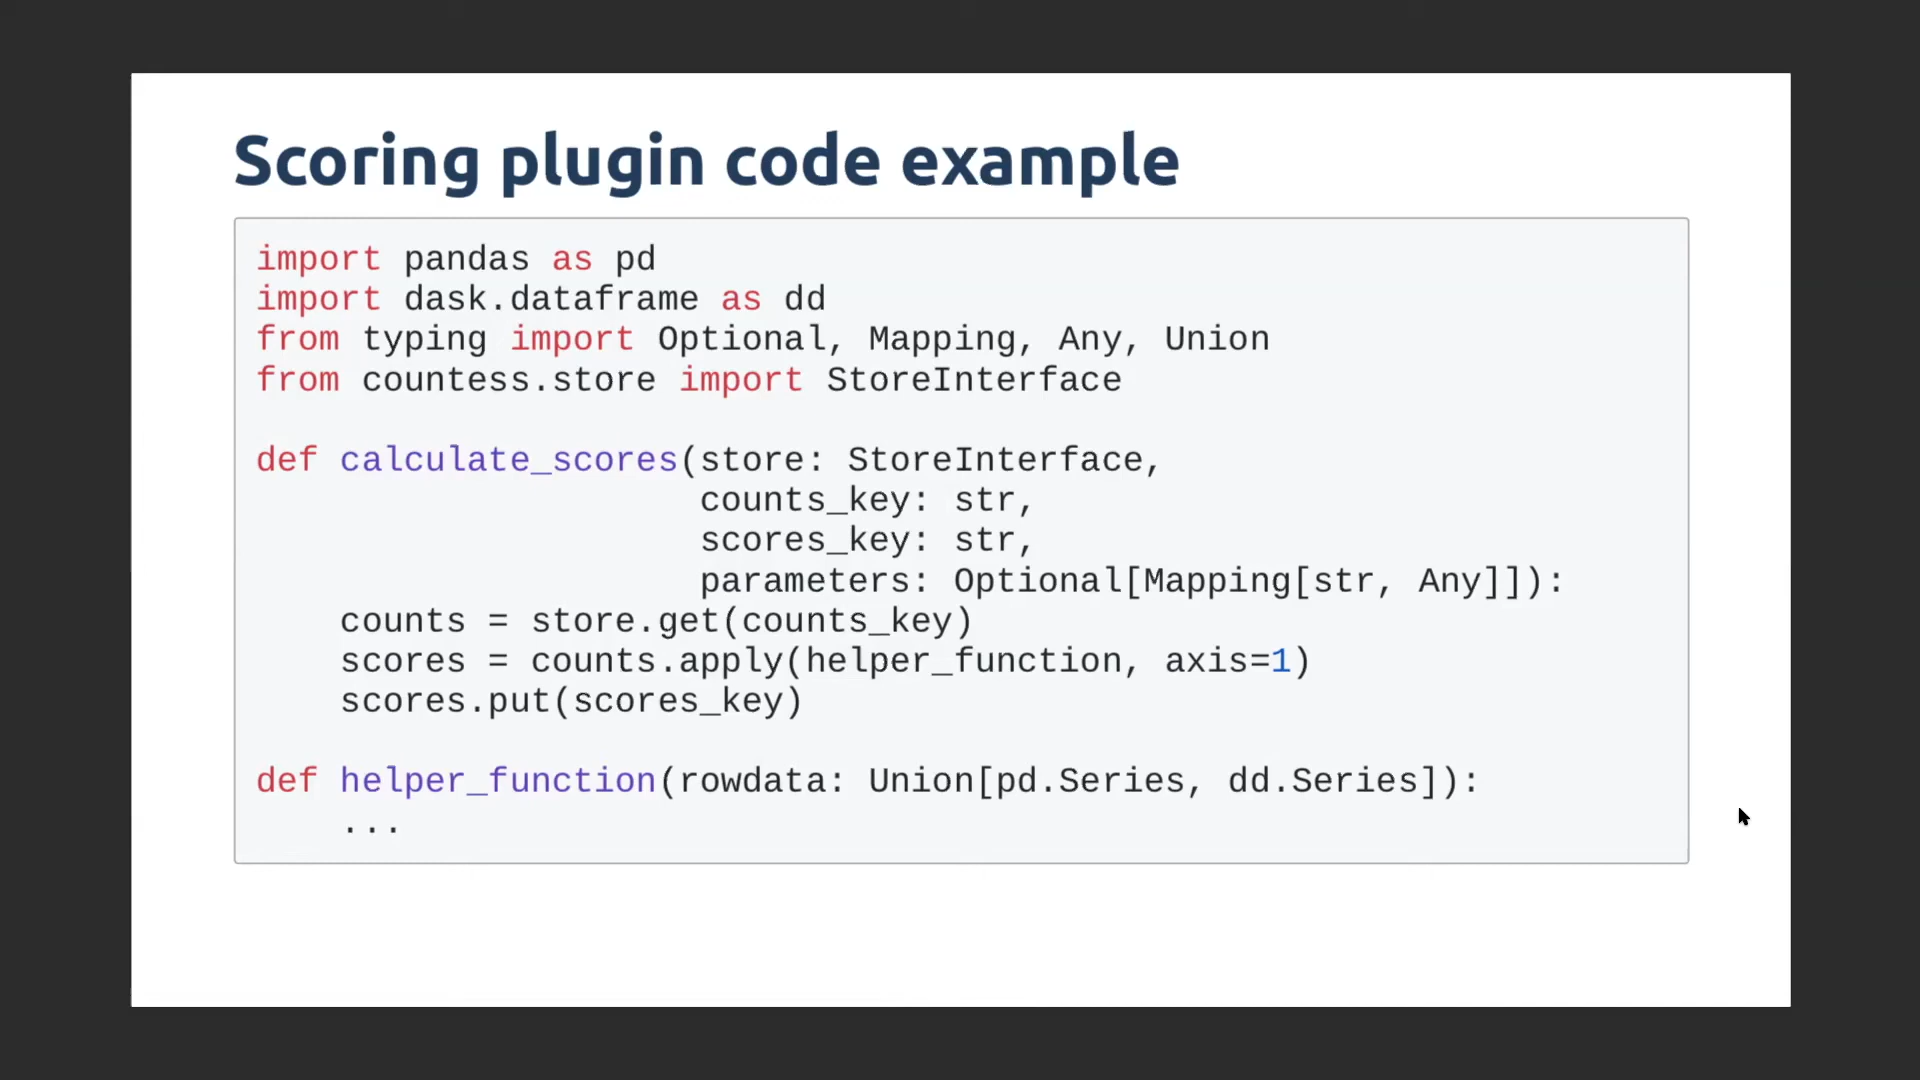 Scoring plugin code example
import pandas as pd
import dask.dataframe as dd
from typing import Optional, Mapping, Any, Union
from countess.store import StoreInterface
def calculate_scores(store: StoreInterface,
                     counts_key: str,
                     scores_key: str,
                     parameters: Optional[Mapping[str, Any]]):
    counts = store.get(counts_key)
    scores = counts.apply(helper_function, axis=1)
    scores.put(scores_key)
def helper_function(rowdata: Union[pd.Series, dd.Series]):
    ...